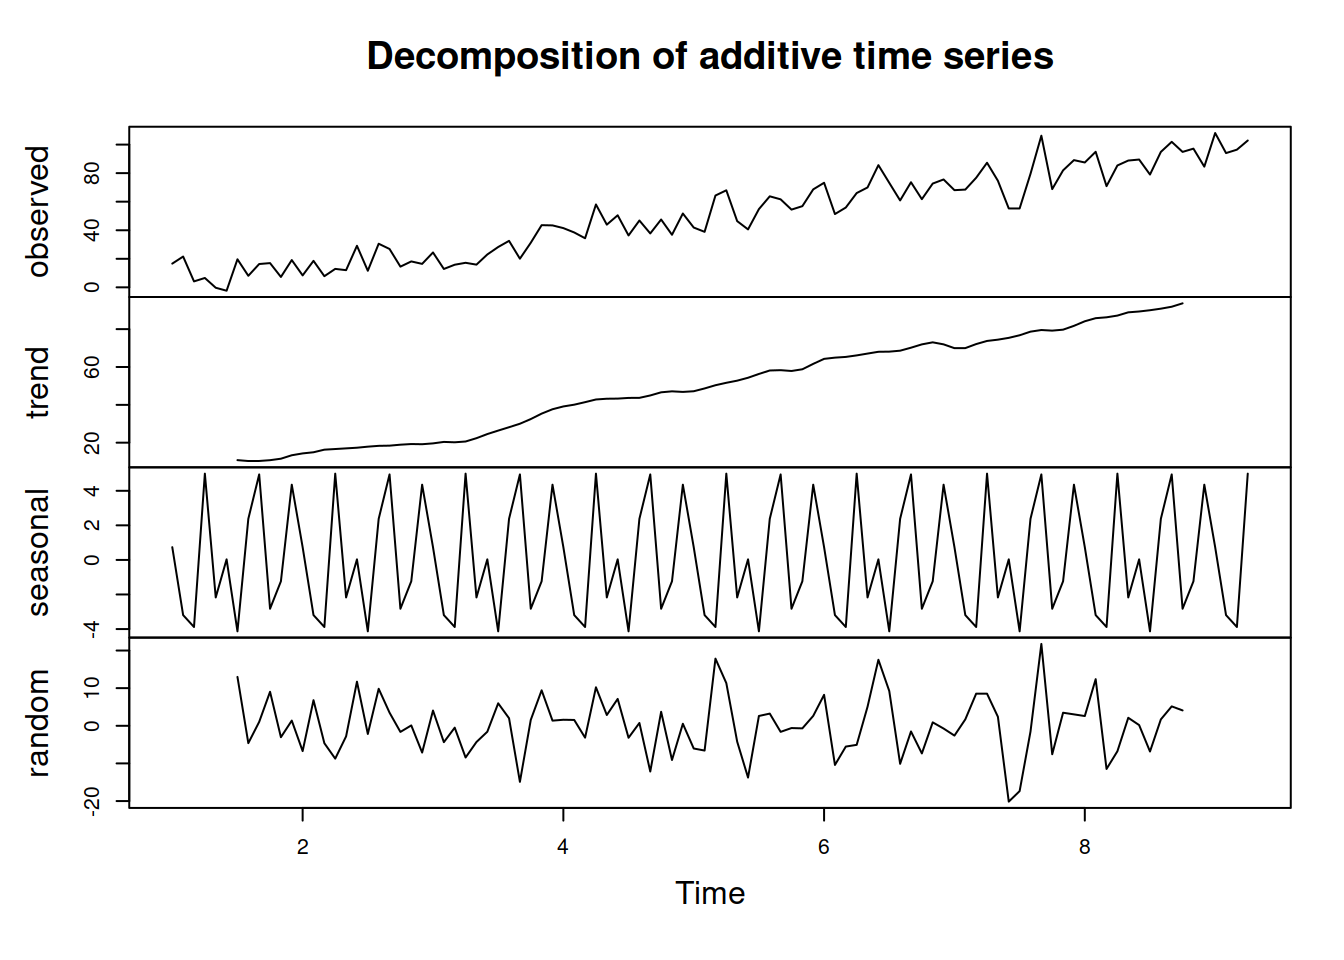 Decomposition of additive time series
observed
0 40 80
trend
20 60
seasonal
-4 0 2 4
random
-20 0 10
2 4 6 8
Time